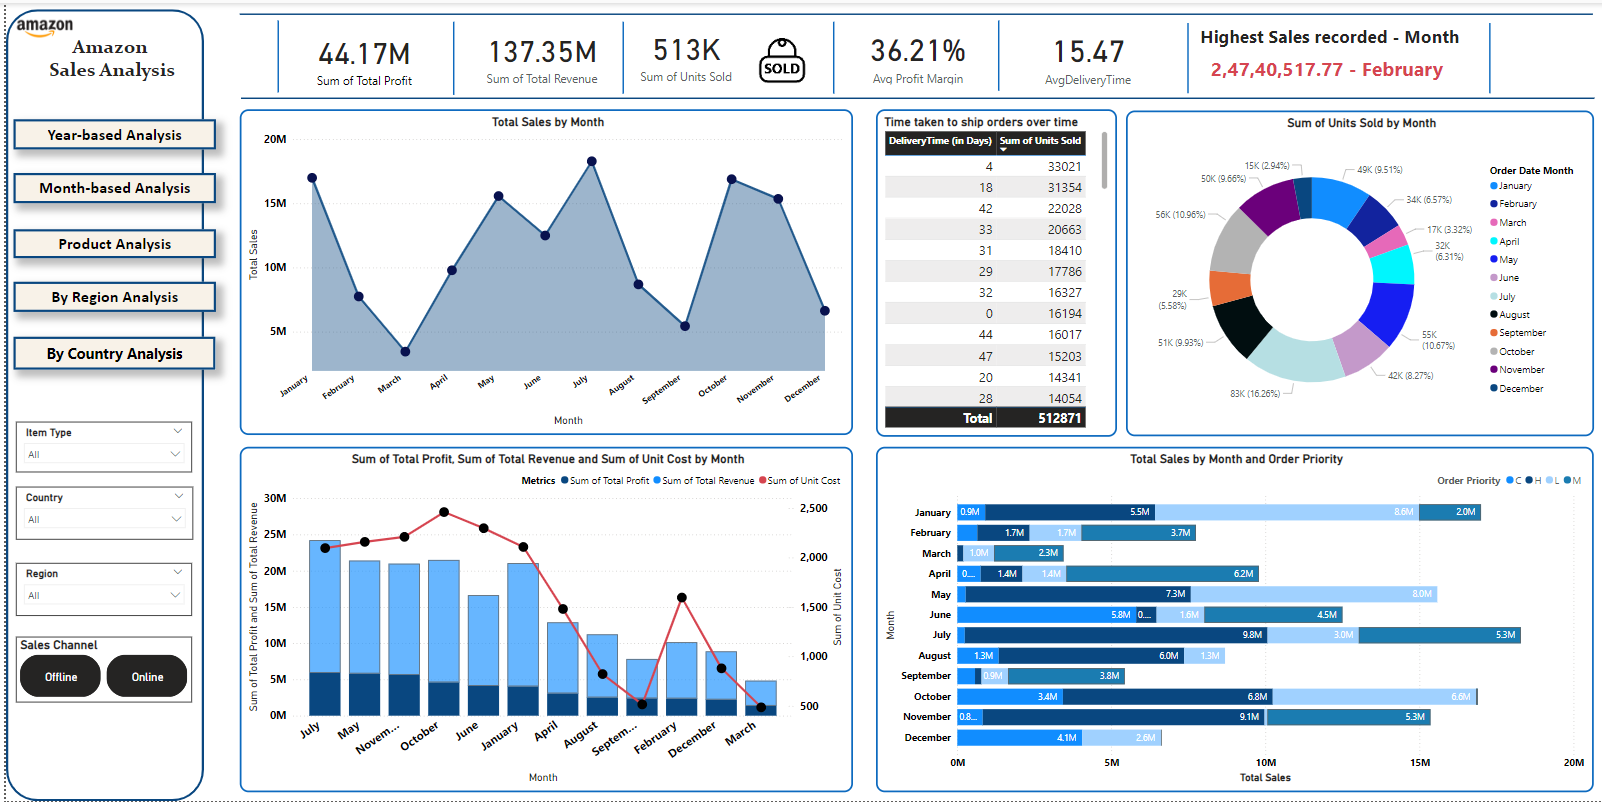 amazon
Amazon
Sales Analysis
Year-based Analysis
Month-based Analysis
Product Analysis
By Region Analysis
By Country Analysis
Item Type
All
Country
All
Region
All
Sales Channel
Offline
Online
44.17M
Sum of Total Profit
137.35M
Sum of Total Revenue
513K
Sum of Units Sold
SOLD
36.21%
Avg Profit Margin
15.47
AvgDeliveryTime
Highest Sales recorded - Month
2,47,40,517.77 - February
Total Sales by Month
Total Sales
20M
15M
10M
5M
January
February
March
April
May
June
July
August
September
October
November
December
Month
Time taken to ship orders over time
DeliveryTime (in Days) Sum of Units Sold
4 33021
18 31354
42 22028
33 20663
31 18410
29 17786
32 16327
0 16194
44 16017
47 15203
20 14341
28 14054
Total 512871
Sum of Units Sold by Month
49K (9.51%)
34K (6.57%)
17K (3.32%)
32K
(6.31%)
55K
(10.67%)
42K (8.27%)
83K (16.26%)
51K (9.93%)
29K
(5.58%)
56K (10.96%)
50K (9.66%)
15K (2.94%)
Order Date Month
January
February
March
April
May
June
July
August
September
October
November
December
Sum of Total Profit, Sum of Total Revenue and Sum of Unit Cost by Month
Metrics Sum of Total Profit Sum of Total Revenue Sum of Unit Cost
Sum of Total Profit and Sum of Total Revenue
30M
25M
20M
15M
10M
5M
0M
2,500
2,000
1,500
1,000
500
Sum of Unit Cost
July
May
Novem...
October
June
January
April
August
Septem...
February
December
March
Month
Total Sales by Month and Order Priority
Order Priority C H L M
Month
January 0.9M 5.5M 8.6M 2.0M
February 1.7M 1.7M 3.7M
March 1.0M 2.3M
April 0.... 1.4M 1.4M 6.2M
May 7.3M 8.0M
June 5.8M 0.... 1.6M 4.5M
July 9.8M 3.0M 5.3M
August 1.3M 6.0M 1.3M
September 0.9M 3.8M
October 3.4M 6.8M 6.6M
November 0.8... 9.1M 5.3M
December 4.1M 2.6M
0M 5M 10M 15M 20M
Total Sales